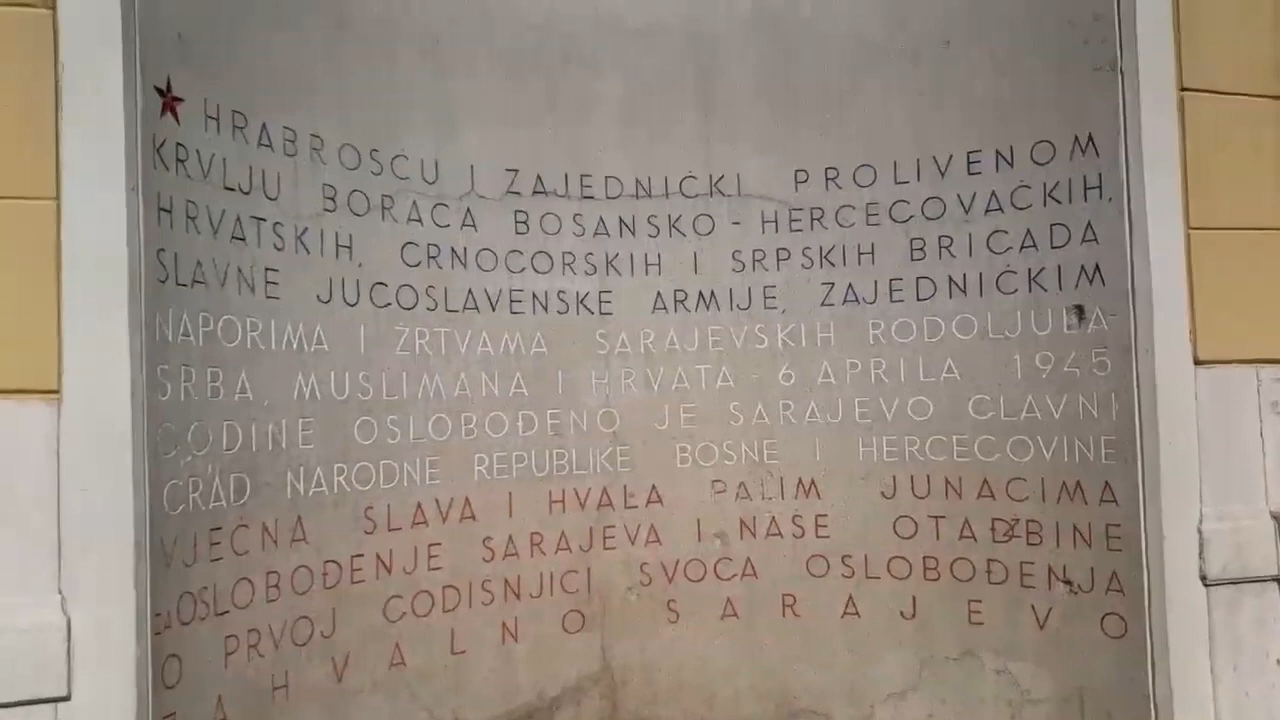 HRABROŠĆU I ZAJEDNIČKI PROLIVENOM
KRVLJU BORACA BOSANSKO-HERCEGOVAČKIH,
HRVATSKIH, CRNOGORSKIH I SRPSKIH BRIGADA
SLAVNE JUGOSLAVENSKE ARMIJE, ZAJEDNIČKIM
NAPORIMA I ŽRTVAMA SARAJEVSKIH RODOLJUBA-
SRBA, MUSLIMANA I HRVATA - 6 APRILA 1945
GODINE OSLOBOĐENO JE SARAJEVO GLAVNI
GRAD NARODNE REPUBLIKE BOSNE I HERCEGOVINE
VJEČNA SLAVA I HVALA PALIM JUNACIMA
ZA OSLOBOĐENJE SARAJEVA I NAŠE OTADŽBINE
O PRVOJ GODIŠNJICI SVOGA OSLOBOĐENJA
ZAHVALNO SARAJEVO